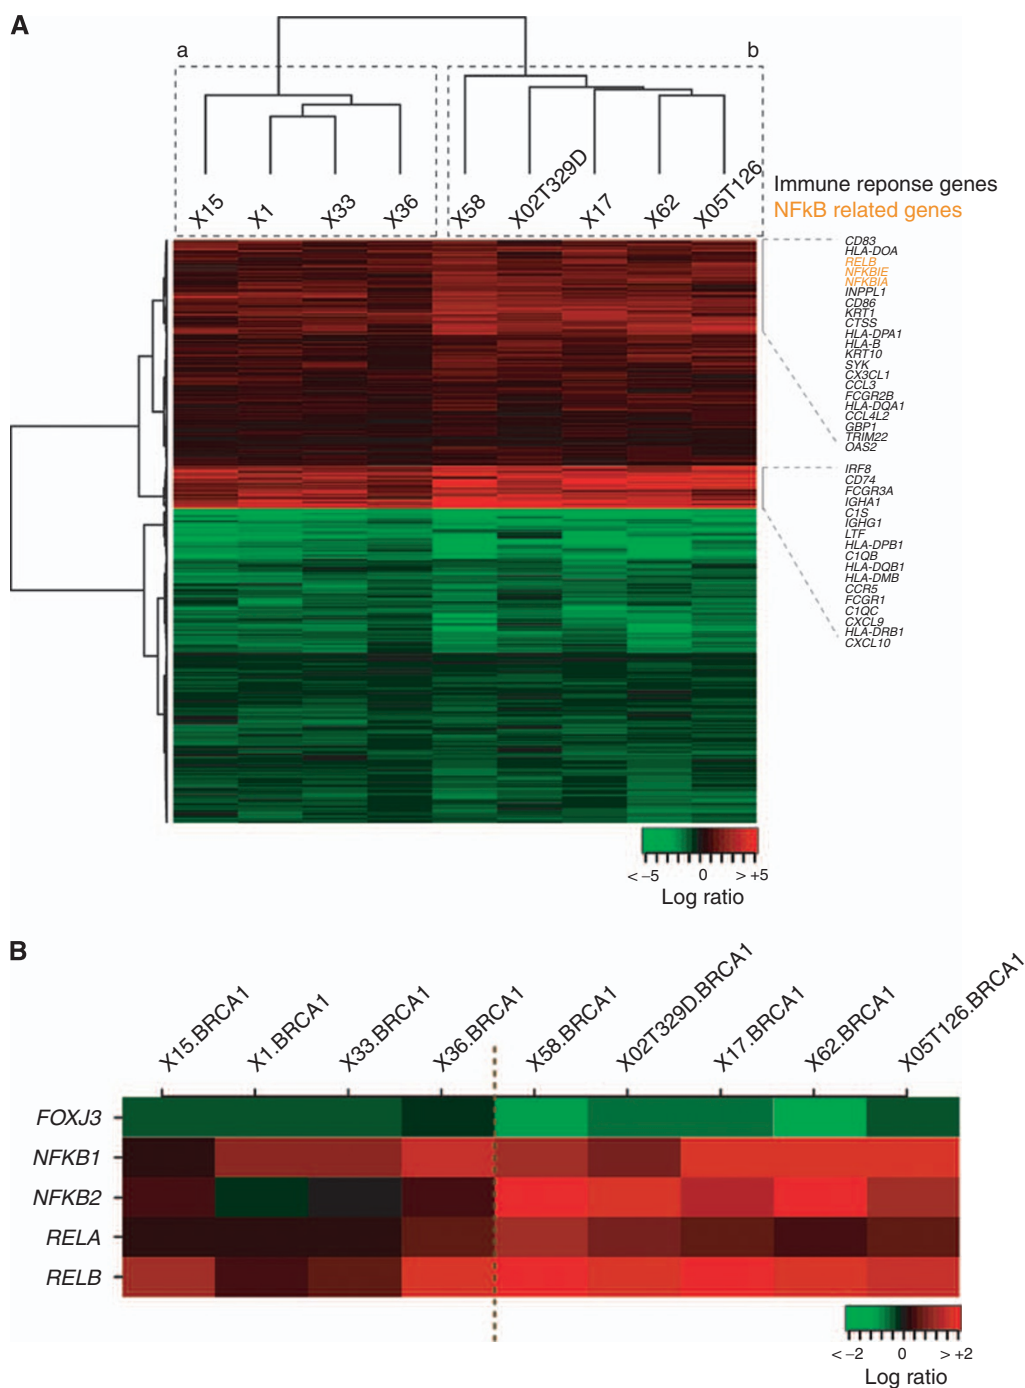 A
a
b
X15
X1
X33
X36
X58
X02T329D
X17
X62
X05T126
Immune reponse genes
NFkB related genes
CD83
HLA-DOA
RELB
NFKBIE
NFKBIA
INPPL1
CD86
KRT1
CTSS
HLA-DPA1
HLA-B
KRT10
SYK
CX3CL1
CCL3
FCGR2B
HLA-DQA1
CCL4L2
GBP1
TRIM22
OAS2
IRF8
CD74
FCGR3A
IGHA1
C1S
IGHG1
LTF
HLA-DPB1
C1QB
HLA-DQB1
HLA-DMB
CCR5
FCGR1
C1QC
CXCL9
HLA-DRB1
CXCL10
< –5 0 > +5
Log ratio
B
X15.BRCA1
X1.BRCA1
X33.BRCA1
X36.BRCA1
X58.BRCA1
X02T329D.BRCA1
X17.BRCA1
X62.BRCA1
X05T126.BRCA1
FOXJ3
NFKB1
NFKB2
RELA
RELB
< –2 0 > +2
Log ratio